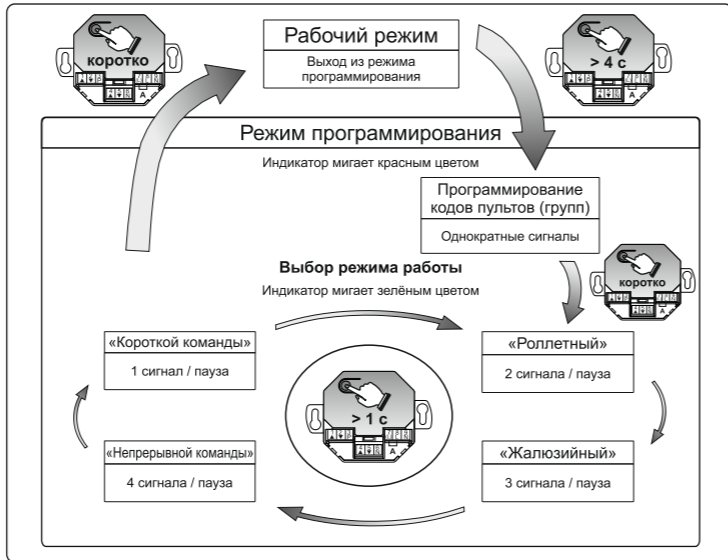 коротко
Рабочий режим
Выход из режима
программирования
> 4 с
A
A
Режим программирования
Индикатор мигает красным цветом
Программирование
кодов пультов (групп)
Однократные сигналы
коротко
A
Выбор режима работы
Индикатор мигает зелёным цветом
«Короткой команды»
1 сигнал / пауза
«Роллетный»
2 сигнала / пауза
> 1 с
A
«Непрерывной команды»
4 сигнала / пауза
«Жалюзийный»
3 сигнала / пауза